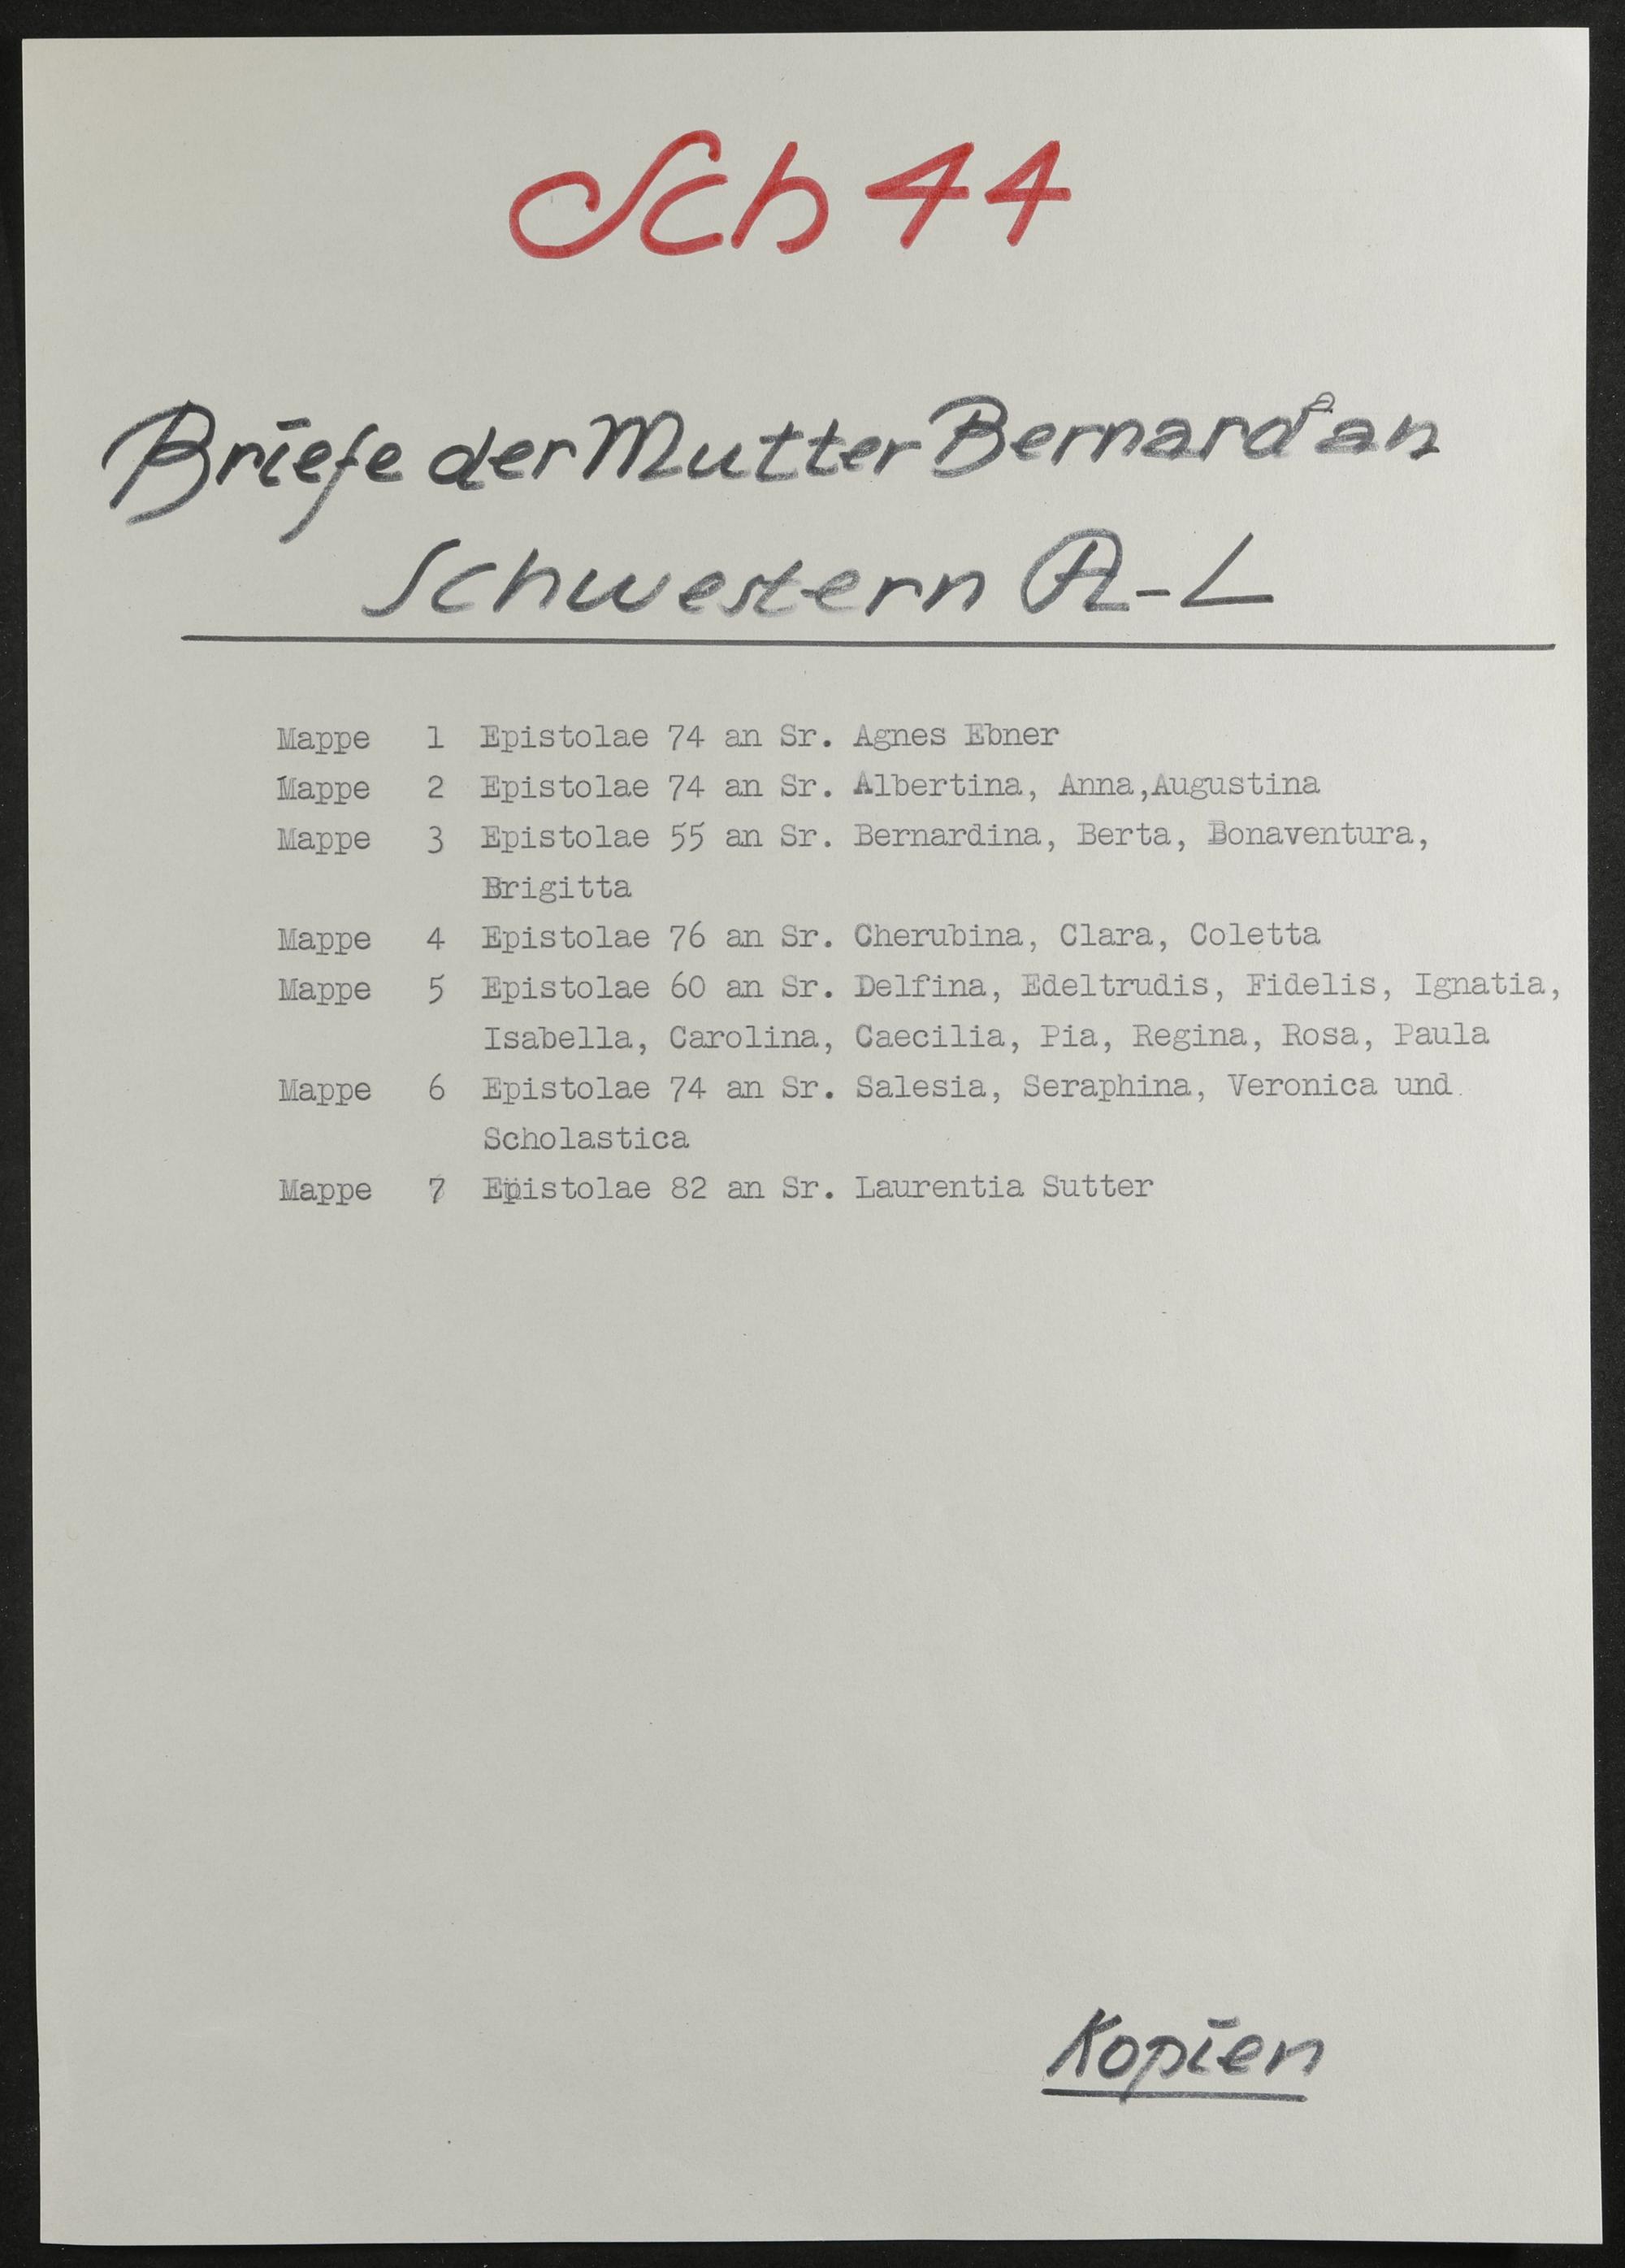 Sch 44
Briefe der Mutter Bernarda an
Schwestern A-L
Mappe 1 Epistolae 74 an Sr. Agnes Ebner
Mappe 2 Epistolae 74 an Sr. Albertina, Anna,Augustina
Mappe 3 Epistolae 55 an Sr. Bernardina, Berta, Bonaventura,
Brigitta
Mappe 4 Epistolae 76 an Sr. Cherubina, Clara, Coletta
Mappe 5 Epistolae 60 an Sr. Delfina, Edeltrudis, Fidelis, Ignatia,
Isabella, Carolina, Caecilia, Pia, Regina, Rosa, Paula
Mappe 6 Epistolae 74 an Sr. Salesia, Seraphina, Veronica und
Scholastica
Mappe 7 Epistolae 82 an Sr. Laurentia Sutter
Kopien